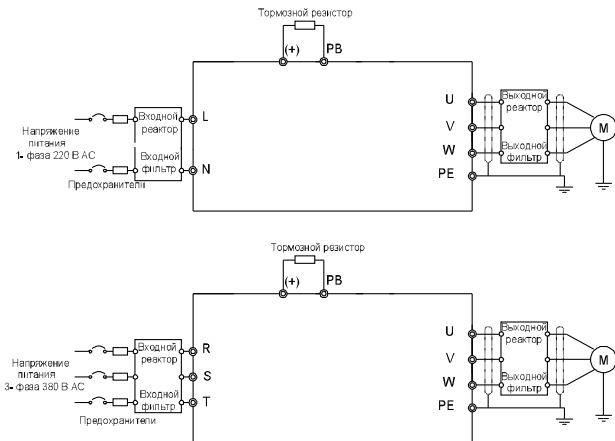 Тормозной резистор
(+) PB
Входной
реактор
L
Напряжение
питания
1- фаза 220 В АС
Входной
фильтр
N
Предохранители
U
V
W
PE
Выходной
реактор
Выходной
фильтр
M
Тормозной резистор
(+) PB
Входной
реактор
R
Напряжение
питания
3- фаза 380 В АС
S
Входной
фильтр
T
Предохранители
U
V
W
PE
Выходной
реактор
Выходной
фильтр
M